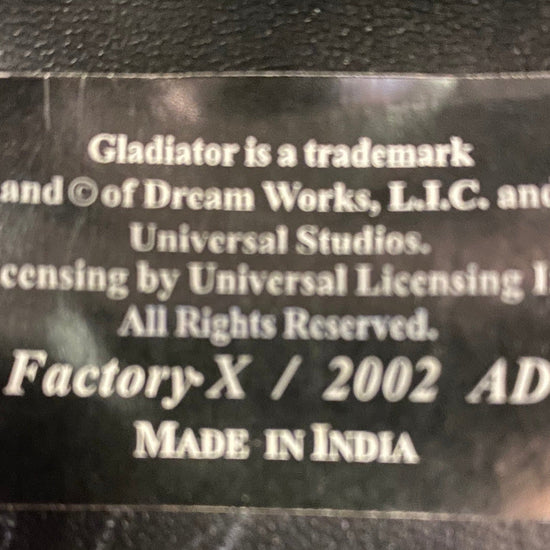 Gladiator is a trademark
and © of Dream Works, L.I.C. and
Universal Studios.
censing by Universal Licensing
All Rights Reserved.
Factory-X / 2002 AD
MADE IN INDIA